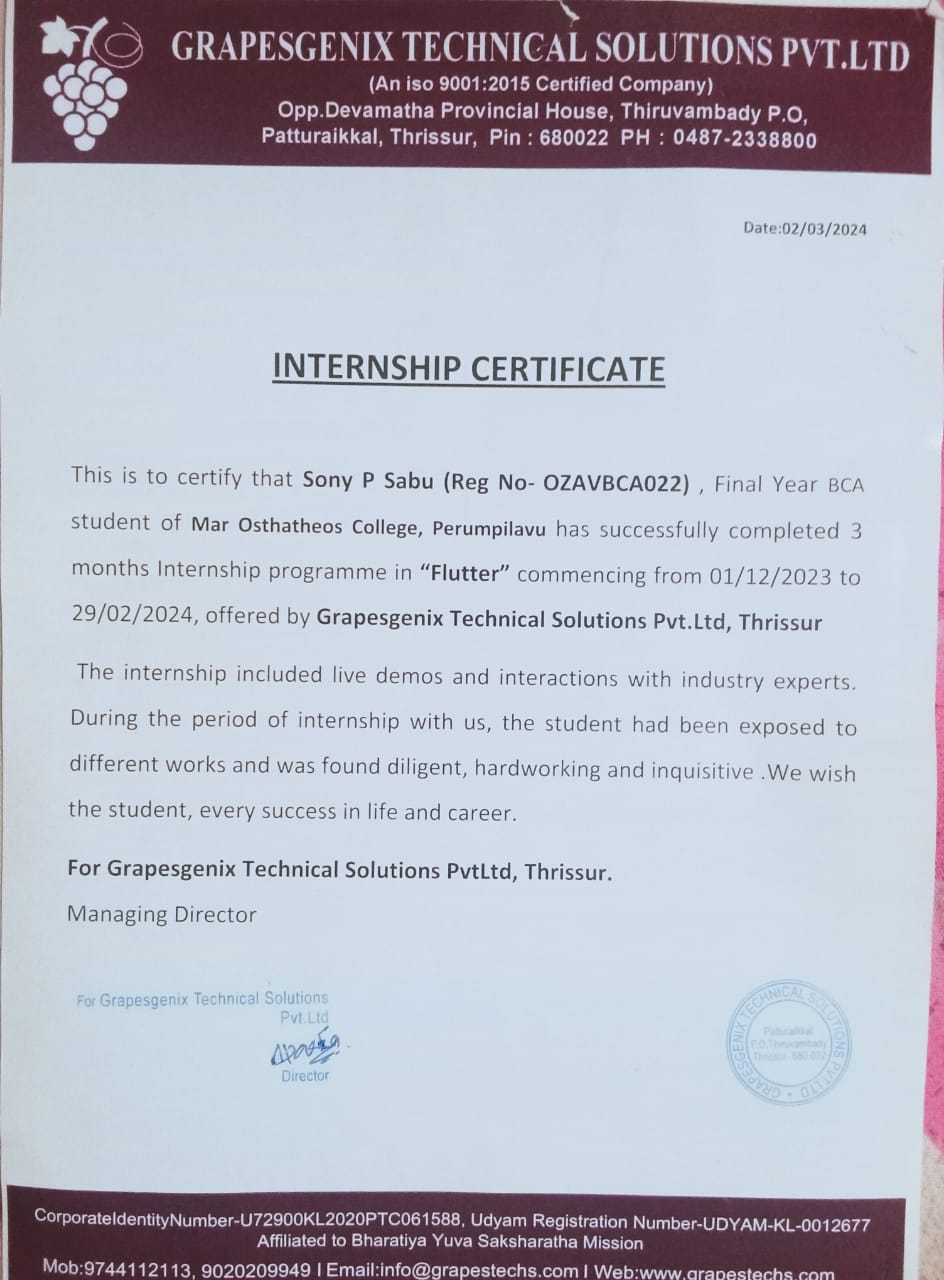 GRAPESGENIX TECHNICAL SOLUTIONS PVT.LTD
(An iso 9001:2015 Certified Company)
Opp.Devamatha Provincial House, Thiruvambady P.O,
Patturaikkal, Thrissur, Pin : 680022 PH : 0487-2338800
Date:02/03/2024
INTERNSHIP CERTIFICATE
This is to certify that Sony P Sabu (Reg No- OZAVBCA022) , Final Year BCA
student of Mar Osthatheos College, Perumpilavu has successfully completed 3
months Internship programme in “Flutter” commencing from 01/12/2023 to
29/02/2024, offered by Grapesgenix Technical Solutions Pvt.Ltd, Thrissur
The internship included live demos and interactions with industry experts.
During the period of internship with us, the student had been exposed to
different works and was found diligent, hardworking and inquisitive .We wish
the student, every success in life and career.
For Grapesgenix Technical Solutions PvtLtd, Thrissur.
Managing Director
For Grapesgenix Technical Solutions
Pvt.Ltd
Director
GRAPESGENIX TECHNICAL SOLUTIONS PVT.LTD
Patturaikkal
P.O,Thiruvambady
Thrissur- 680 022
CorporateIdentityNumber-U72900KL2020PTC061588, Udyam Registration Number-UDYAM-KL-0012677
Affiliated to Bharatiya Yuva Saksharatha Mission
Mob:9744112113, 9020209949 I Email:info@grapestechs.com I Web:www.grapestechs.com